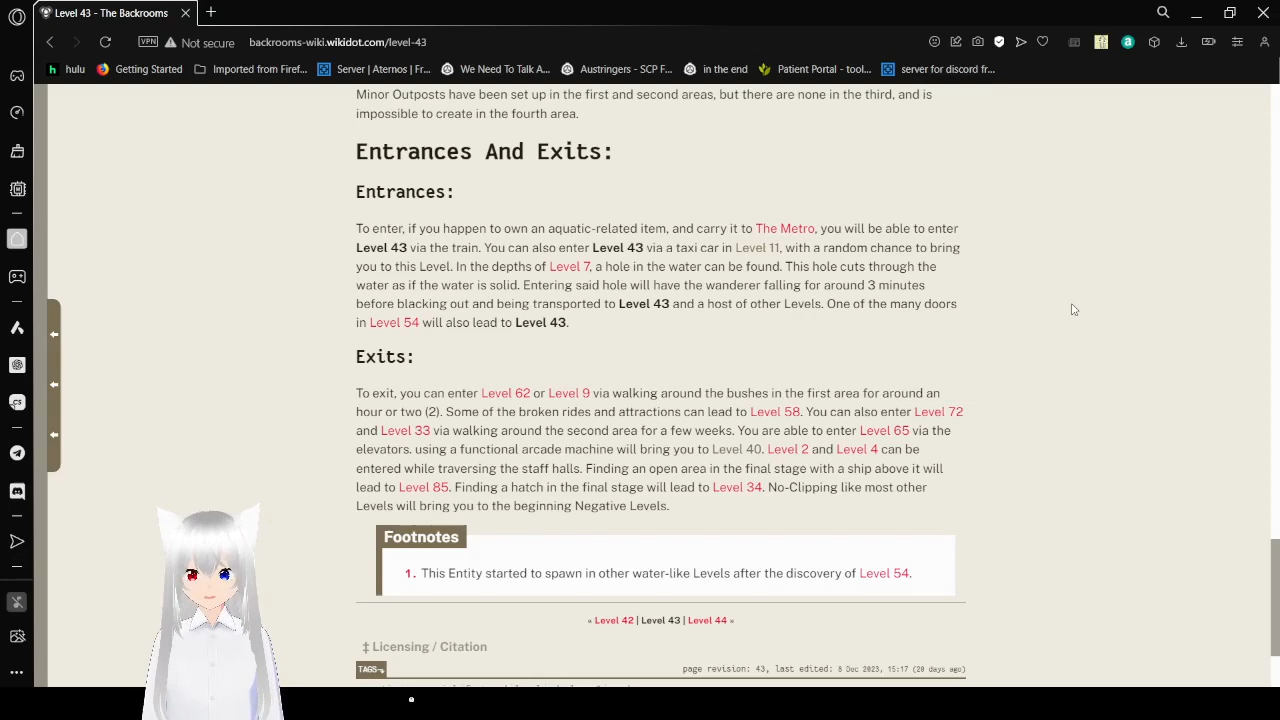 Level 43 - The Backrooms
VPN Not secure backrooms-wiki.wikidot.com/level-43
hulu Getting Started Imported from Firef... Server | Aternos | Fr... We Need To Talk A... Austringers - SCP F... in the end Patient Portal - tool... server for discord fr...
Minor Outposts have been set up in the first and second areas, but there are none in the third, and is
impossible to create in the fourth area.
Entrances And Exits:
Entrances:
To enter, if you happen to own an aquatic-related item, and carry it to The Metro, you will be able to enter
Level 43 via the train. You can also enter Level 43 via a taxi car in Level 11, with a random chance to bring
you to this Level. In the depths of Level 7, a hole in the water can be found. This hole cuts through the
water as if the water is solid. Entering said hole will have the wanderer falling for around 3 minutes
before blacking out and being transported to Level 43 and a host of other Levels. One of the many doors
in Level 54 will also lead to Level 43.
Exits:
To exit, you can enter Level 62 or Level 9 via walking around the bushes in the first area for around an
hour or two (2). Some of the broken rides and attractions can lead to Level 58. You can also enter Level 72
and Level 33 via walking around the second area for a few weeks. You are able to enter Level 65 via the
elevators. using a functional arcade machine will bring you to Level 40. Level 2 and Level 4 can be
entered while traversing the staff halls. Finding an open area in the final stage with a ship above it will
lead to Level 85. Finding a hatch in the final stage will lead to Level 34. No-Clipping like most other
Levels will bring you to the beginning Negative Levels.
Footnotes
1. This Entity started to spawn in other water-like Levels after the discovery of Level 54.
« Level 42 | Level 43 | Level 44 »
‡ Licensing / Citation
TAGS page revision: 43, last edited: 8 Dec 2023, 15:17 (20 days ago)